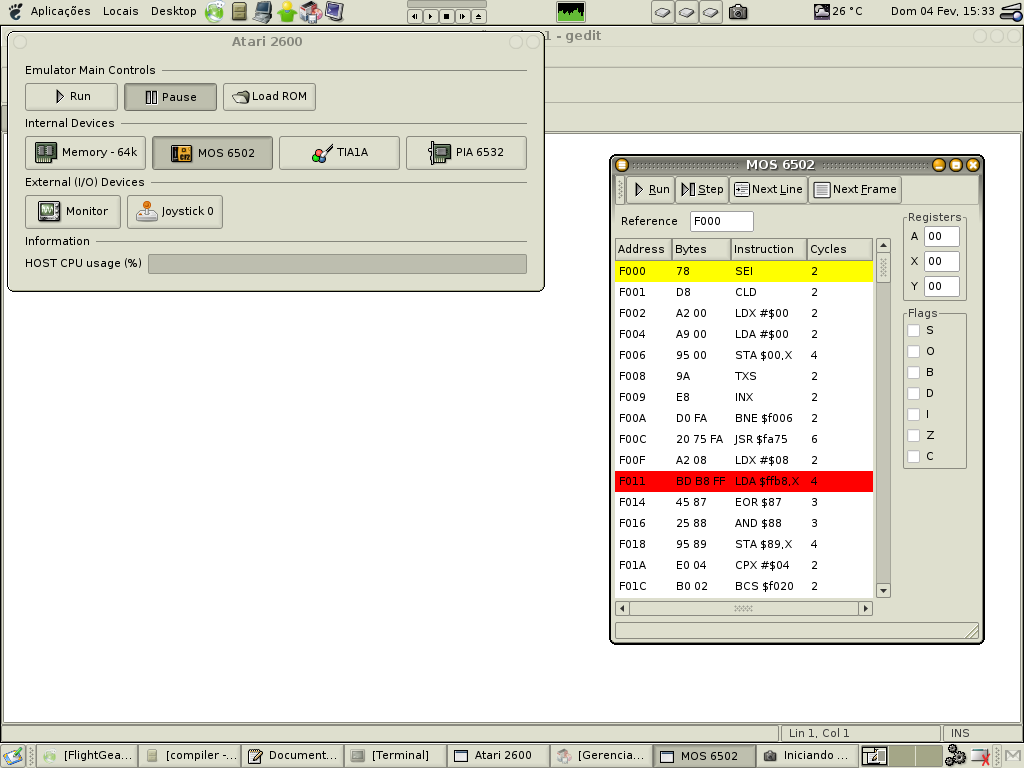 Aplicações Locais Desktop 26 °C Dom 04 Fev, 15:33
1 - gedit
Atari 2600
Emulator Main Controls
Run Pause Load ROM
Internal Devices
Memory - 64k MOS 6502 TIA1A PIA 6532
External (I/O) Devices
Monitor Joystick 0
Information
HOST CPU usage (%)
MOS 6502
Run Step Next Line Next Frame
Reference F000
Registers
A 00
X 00
Y 00
Flags
S
O
B
D
I
Z
C
Address Bytes Instruction Cycles
F000 78 SEI 2
F001 D8 CLD 2
F002 A2 00 LDX #$00 2
F004 A9 00 LDA #$00 2
F006 95 00 STA $00,X 4
F008 9A TXS 2
F009 E8 INX 2
F00A D0 FA BNE $f006 2
F00C 20 75 FA JSR $fa75 6
F00F A2 08 LDX #$08 2
F011 BD B8 FF LDA $ffb8,X 4
F014 45 87 EOR $87 3
F016 25 88 AND $88 3
F018 95 89 STA $89,X 4
F01A E0 04 CPX #$04 2
F01C B0 02 BCS $f020 2
Lin 1, Col 1 INS
[FlightGea... [compiler -... Document... [Terminal] Atari 2600 [Gerencia... MOS 6502 Iniciando ...